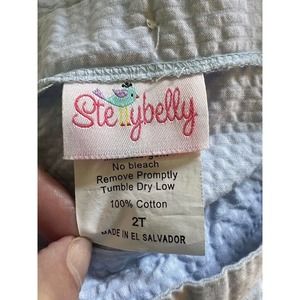 Stellybelly
No bleach
Remove Promptly
Tumble Dry Low
100% Cotton
2T
MADE IN EL SALVADOR